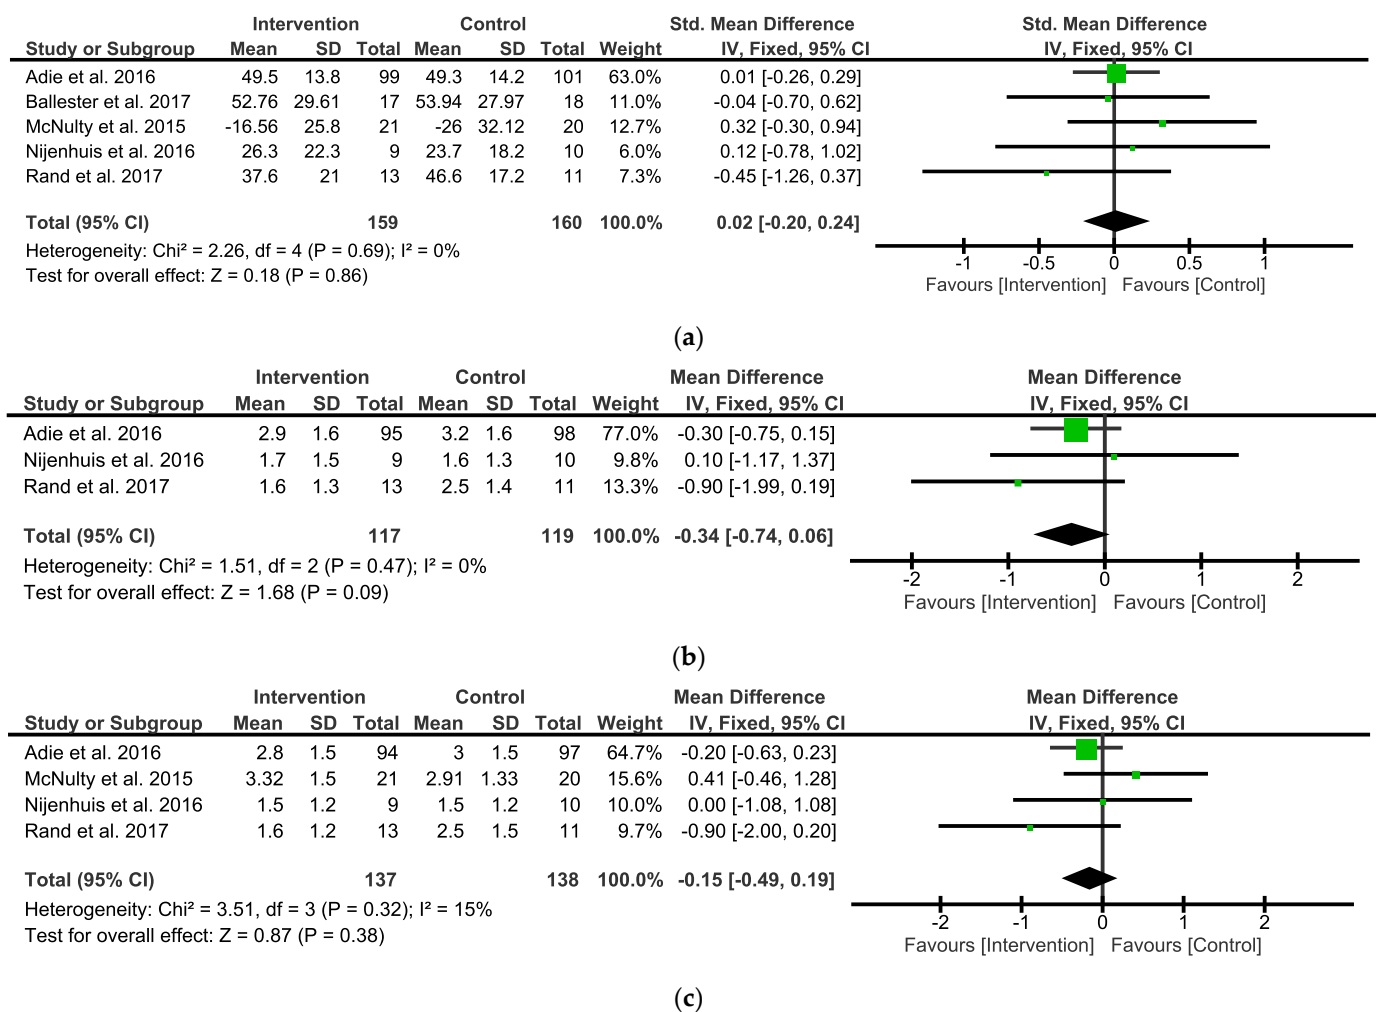 Intervention Control Std. Mean Difference Std. Mean Difference
Study or Subgroup Mean SD Total Mean SD Total Weight IV, Fixed, 95% CI IV, Fixed, 95% CI
Adie et al. 2016 49.5 13.8 99 49.3 14.2 101 63.0% 0.01 [-0.26, 0.29]
Ballester et al. 2017 52.76 29.61 17 53.94 27.97 18 11.0% -0.04 [-0.70, 0.62]
McNulty et al. 2015 -16.56 25.8 21 -26 32.12 20 12.7% 0.32 [-0.30, 0.94]
Nijenhuis et al. 2016 26.3 22.3 9 23.7 18.2 10 6.0% 0.12 [-0.78, 1.02]
Rand et al. 2017 37.6 21 13 46.6 17.2 11 7.3% -0.45 [-1.26, 0.37]
Total (95% CI) 159 160 100.0% 0.02 [-0.20, 0.24]
Heterogeneity: Chi² = 2.26, df = 4 (P = 0.69); I² = 0%
Test for overall effect: Z = 0.18 (P = 0.86)
-1 -0.5 0 0.5 1
Favours [Intervention] Favours [Control]
(a)
Intervention Control Mean Difference Mean Difference
Study or Subgroup Mean SD Total Mean SD Total Weight IV, Fixed, 95% CI IV, Fixed, 95% CI
Adie et al. 2016 2.9 1.6 95 3.2 1.6 98 77.0% -0.30 [-0.75, 0.15]
Nijenhuis et al. 2016 1.7 1.5 9 1.6 1.3 10 9.8% 0.10 [-1.17, 1.37]
Rand et al. 2017 1.6 1.3 13 2.5 1.4 11 13.3% -0.90 [-1.99, 0.19]
Total (95% CI) 117 119 100.0% -0.34 [-0.74, 0.06]
Heterogeneity: Chi² = 1.51, df = 2 (P = 0.47); I² = 0%
Test for overall effect: Z = 1.68 (P = 0.09)
-2 -1 0 1 2
Favours [Intervention] Favours [Control]
(b)
Intervention Control Mean Difference Mean Difference
Study or Subgroup Mean SD Total Mean SD Total Weight IV, Fixed, 95% CI IV, Fixed, 95% CI
Adie et al. 2016 2.8 1.5 94 3 1.5 97 64.7% -0.20 [-0.63, 0.23]
McNulty et al. 2015 3.32 1.5 21 2.91 1.33 20 15.6% 0.41 [-0.46, 1.28]
Nijenhuis et al. 2016 1.5 1.2 9 1.5 1.2 10 10.0% 0.00 [-1.08, 1.08]
Rand et al. 2017 1.6 1.2 13 2.5 1.5 11 9.7% -0.90 [-2.00, 0.20]
Total (95% CI) 137 138 100.0% -0.15 [-0.49, 0.19]
Heterogeneity: Chi² = 3.51, df = 3 (P = 0.32); I² = 15%
Test for overall effect: Z = 0.87 (P = 0.38)
-2 -1 0 1 2
Favours [Intervention] Favours [Control]
(c)